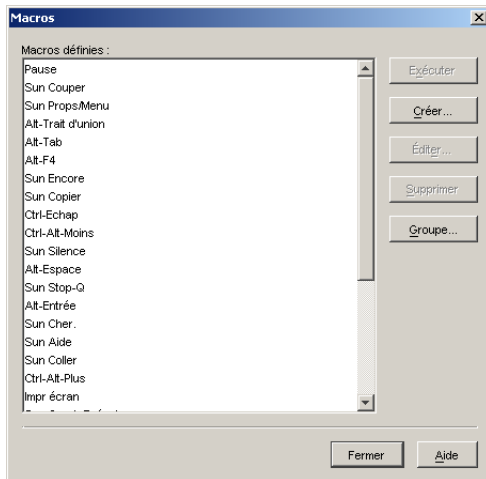 Macros
Macros définies :
Pause
Sun Couper
Sun Props/Menu
Alt-Trait d'union
Alt-Tab
Alt-F4
Sun Encore
Sun Copier
Ctrl-Echap
Ctrl-Alt-Moins
Sun Silence
Alt-Espace
Sun Stop-Q
Alt-Entrée
Sun Cher.
Sun Aide
Sun Coller
Ctrl-Alt-Plus
Impr écran
Exécuter
Créer...
Éditer...
Supprimer
Groupe...
Fermer
Aide